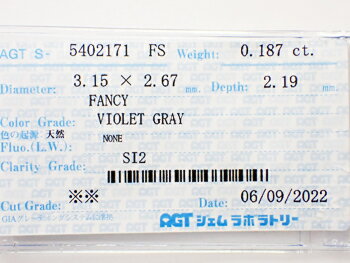 AGT S- 5402171 FS Weight: 0.187 ct.
Diameter: 3.15 × 2.67 mm. Depth: 2.19 mm.
FANCY
Color Grade: VIOLET GRAY
色の起源 天然
Fluo.(L.W.) : NONE
Clarity Grade: SI2
Cut Grade: ※※ DATE 06/09/2022
AGT ジェムラボラトリー